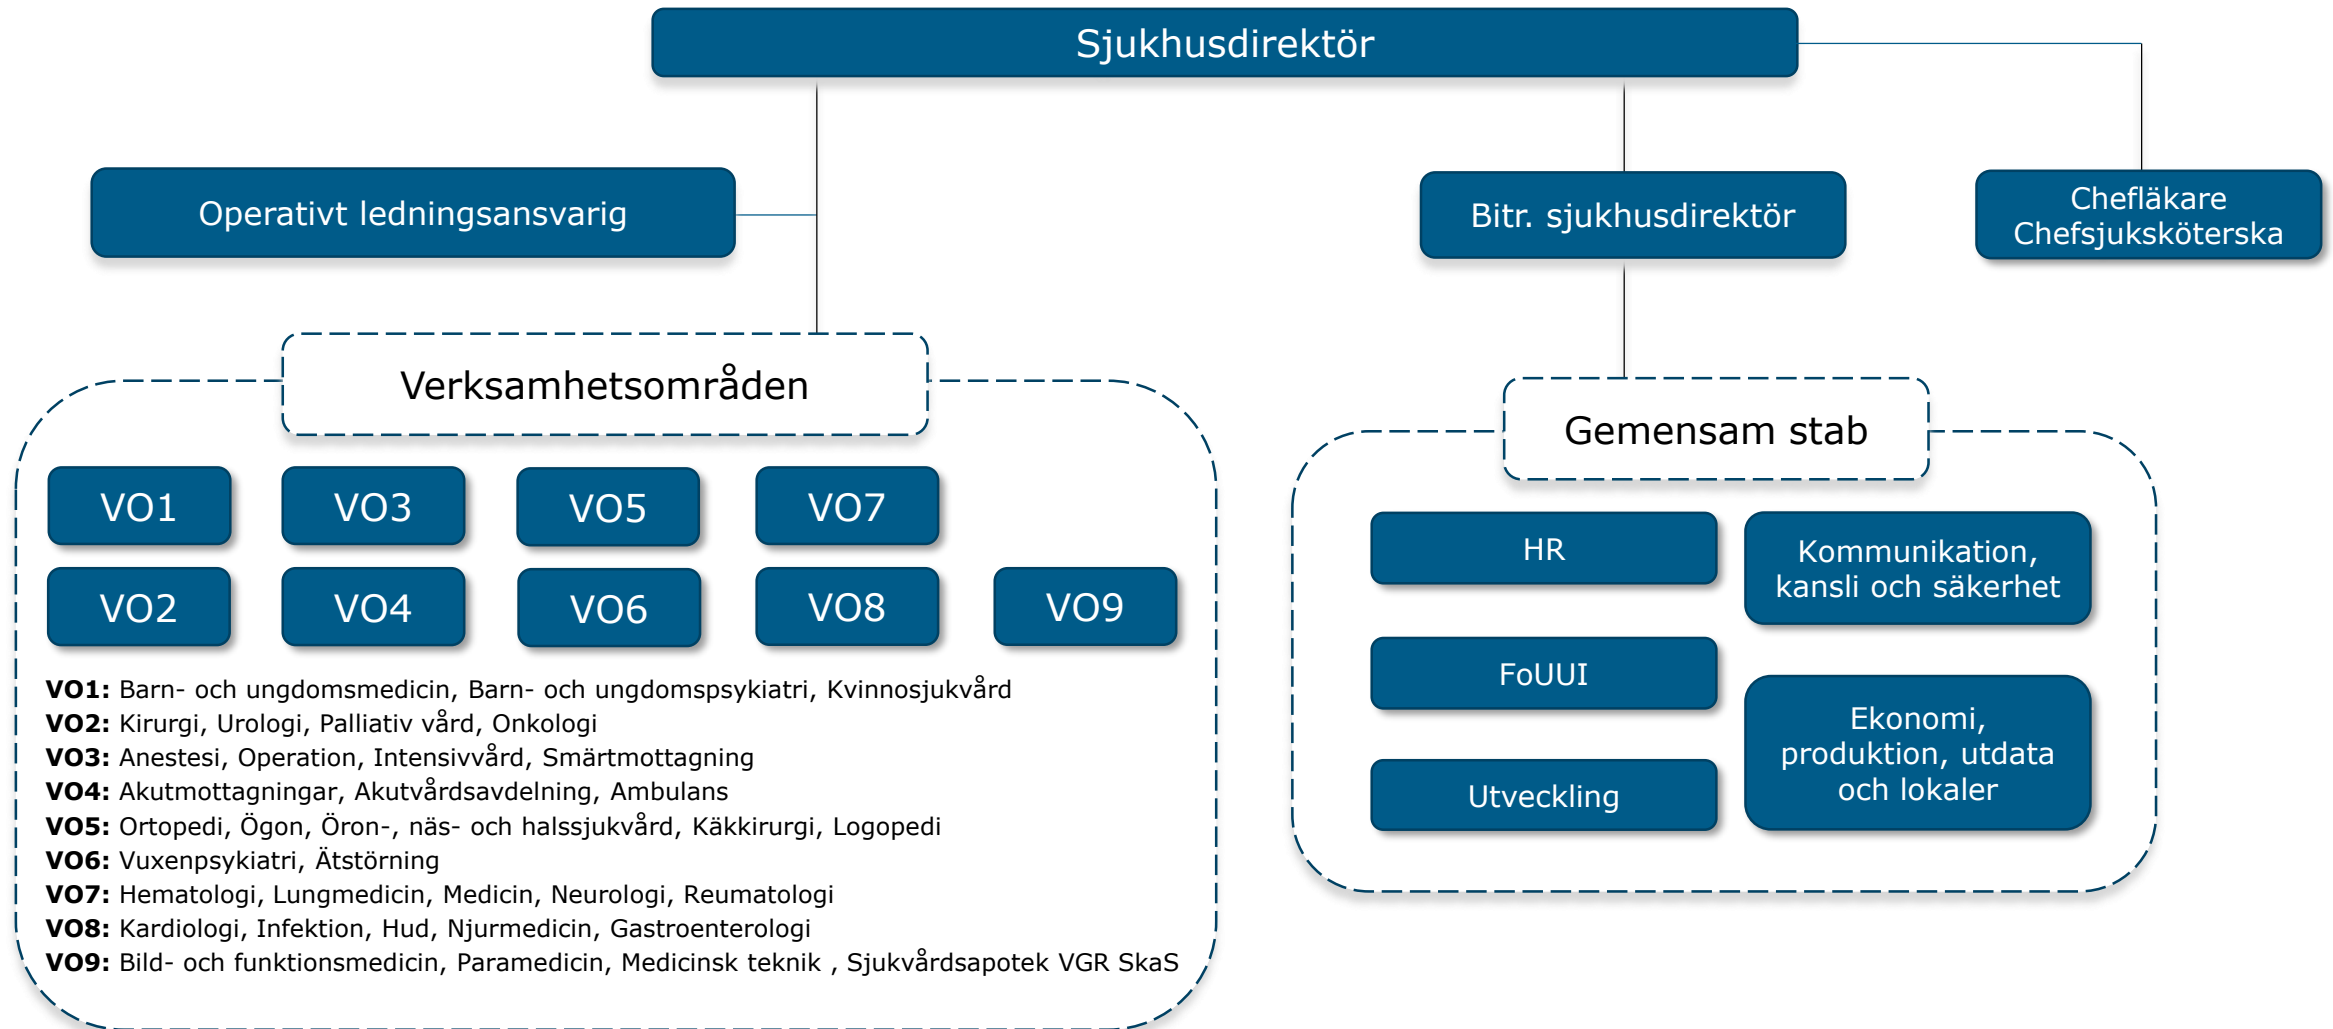 Sjukhusdirektör
Operativt ledningsansvarig
Bitr. sjukhusdirektör
Chefläkare
Chefsjuksköterska
Verksamhetsområden
VO1
VO3
VO5
VO7
VO2
VO4
VO6
VO8
VO9
VO1: Barn- och ungdomsmedicin, Barn- och ungdomspsykiatri, Kvinnosjukvård
VO2: Kirurgi, Urologi, Palliativ vård, Onkologi
VO3: Anestesi, Operation, Intensivvård, Smärtmottagning
VO4: Akutmottagningar, Akutvårdsavdelning, Ambulans
VO5: Ortopedi, Ögon, Öron-, näs- och halssjukvård, Käkkirurgi, Logopedi
VO6: Vuxenpsykiatri, Ätstörning
VO7: Hematologi, Lungmedicin, Medicin, Neurologi, Reumatologi
VO8: Kardiologi, Infektion, Hud, Njurmedicin, Gastroenterologi
VO9: Bild- och funktionsmedicin, Paramedicin, Medicinsk teknik , Sjukvårdsapotek VGR SkaS
Gemensam stab
HR
Kommunikation,
kansli och säkerhet
FoUUI
Ekonomi,
produktion, utdata
och lokaler
Utveckling